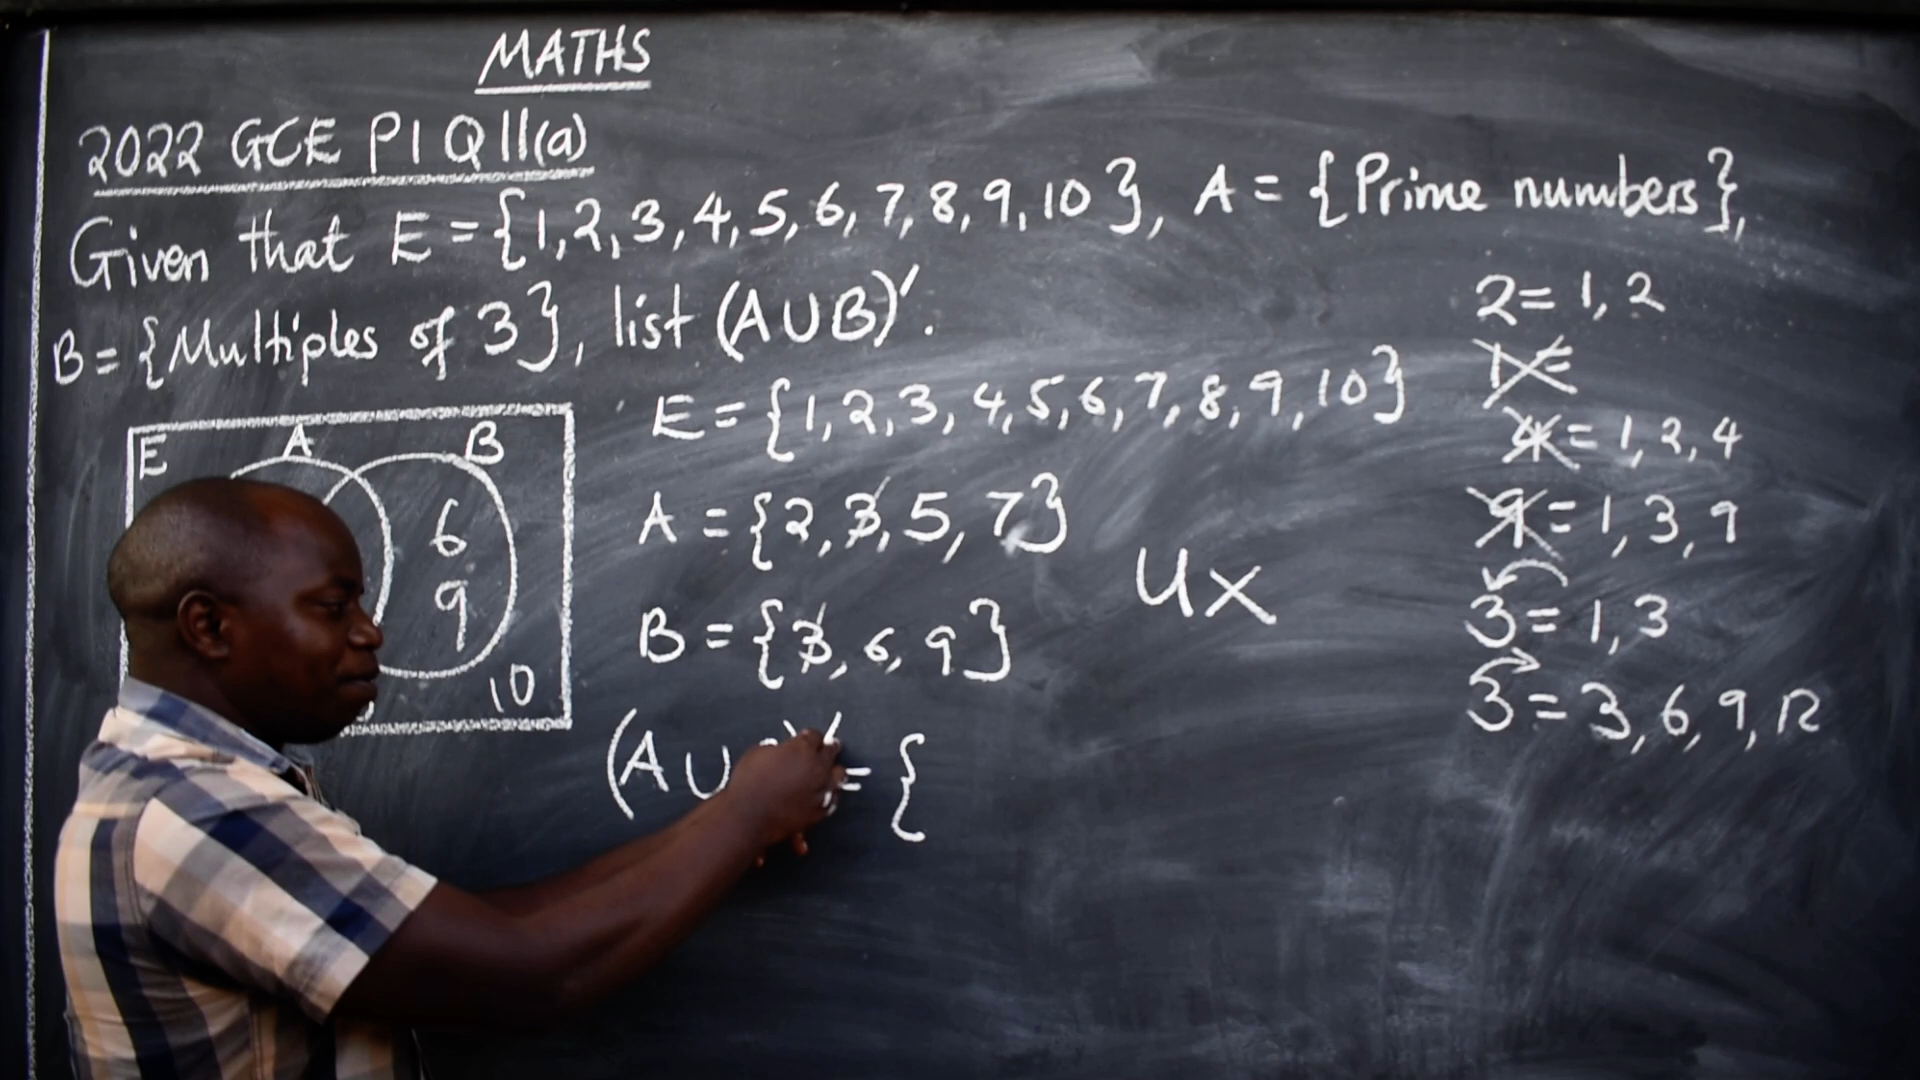 MATHS
2022 GCE P1 Q11(a)
Given that E = {1, 2, 3, 4, 5, 6, 7, 8, 9, 10}, A = {Prime numbers},
B = {Multiples of 3}, list (A∪B)'.
E A B
6
9
10
E = {1, 2, 3, 4, 5, 6, 7, 8, 9, 10}
A = {2, 3, 5, 7}
B = {3, 6, 9}
(A ∪ )' = {
U X
2 = 1, 2
1 =
4 = 1, 2, 4
9 = 1, 3, 9
3 = 1, 3
3 = 3, 6, 9, 12